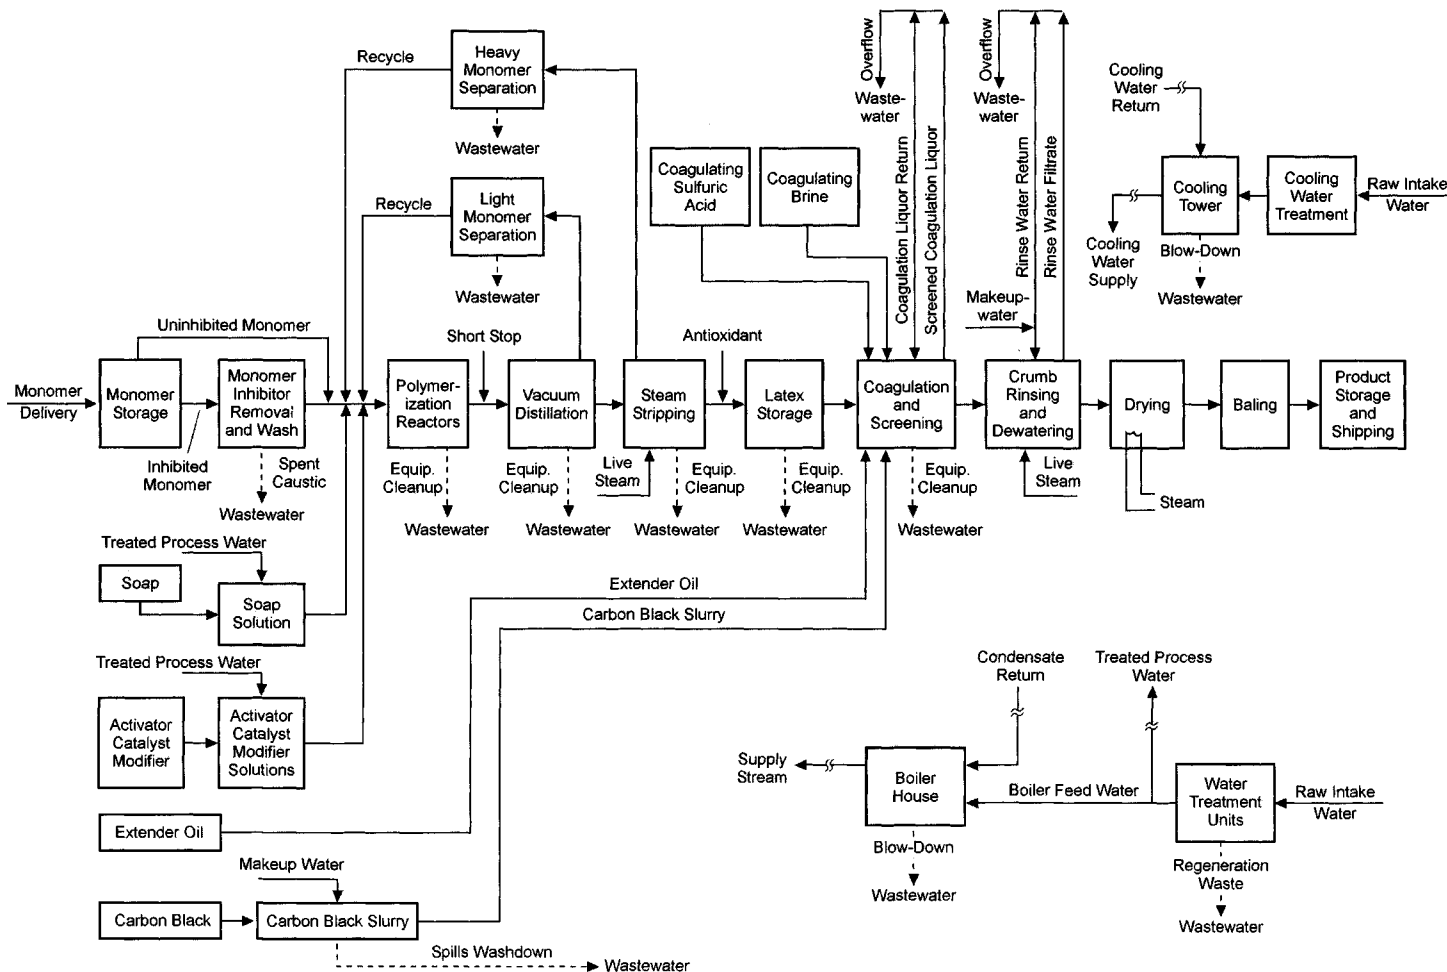 Recycle
Heavy
Monomer
Separation
Wastewater
Recycle
Light
Monomer
Separation
Wastewater
Coagulating
Sulfuric
Acid
Coagulating
Brine
Overflow
Waste-
water
Coagulation Liquor Return
Screened Coagulation Liquor
Overflow
Waste-
water
Rinse Water Return
Rinse Water Filtrate
Makeup-
water
Cooling
Water
Return
Cooling
Tower
Cooling
Water
Treatment
Raw Intake
Water
Cooling
Water
Supply
Blow-Down
Wastewater
Uninhibited Monomer
Short Stop
Antioxidant
Monomer
Delivery
Monomer
Storage
Inhibited
Monomer
Monomer
Inhibitor
Removal
and Wash
Spent
Caustic
Wastewater
Polymer-
ization
Reactors
Equip.
Cleanup
Wastewater
Vacuum
Distillation
Equip.
Cleanup
Wastewater
Steam
Stripping
Live
Steam
Equip.
Cleanup
Wastewater
Latex
Storage
Equip.
Cleanup
Wastewater
Coagulation
and
Screening
Equip.
Cleanup
Wastewater
Crumb
Rinsing
and
Dewatering
Live
Steam
Drying
Steam
Baling
Product
Storage
and
Shipping
Treated Process Water
Soap
Soap
Solution
Treated Process Water
Activator
Catalyst
Modifier
Activator
Catalyst
Modifier
Solutions
Extender Oil
Carbon Black Slurry
Extender Oil
Makeup Water
Carbon Black
Carbon Black Slurry
Spills Washdown
Wastewater
Condensate
Return
Treated Process
Water
Supply
Stream
Boiler
House
Boiler Feed Water
Water
Treatment
Units
Raw Intake
Water
Blow-Down
Wastewater
Regeneration
Waste
Wastewater